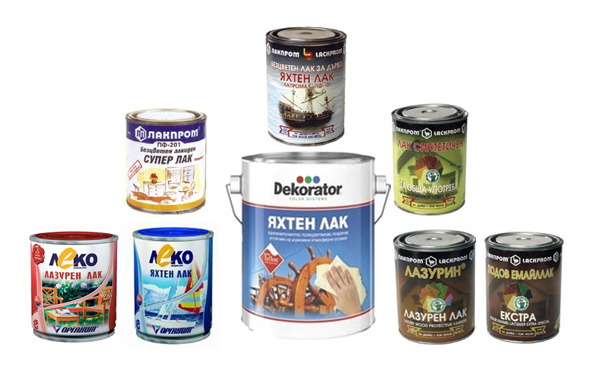 ЛАКПРОМ LACKPROM
БЕЗЦВЕТЕН ЛАК ЗА ДЪРВО
ЯХТЕН ЛАК
ЛАКПРОМ®
ПФ-201
Безцветен алкиден
СУПЕР ЛАК
Dekorator
COLOR SYSTEMS
ЯХТЕН ЛАК
ЛАКПРОМ LACKPROM
ЛАК СИНТЕТИЧЕН
ЗА ОБЩА УПОТРЕБА
ЛЕКО
ЛАЗУРЕН ЛАК
ОРГАХИМ
ЛЕКО
ЯХТЕН ЛАК
ОРГАХИМ
ЛАКПРОМ LACKPROM
ЛАЗУРИН®
ЛАЗУРЕН ЛАК
ЛАКПРОМ LACKPROM
ПОДОВ ЕМАЙЛЛАК
ЕКСТРА